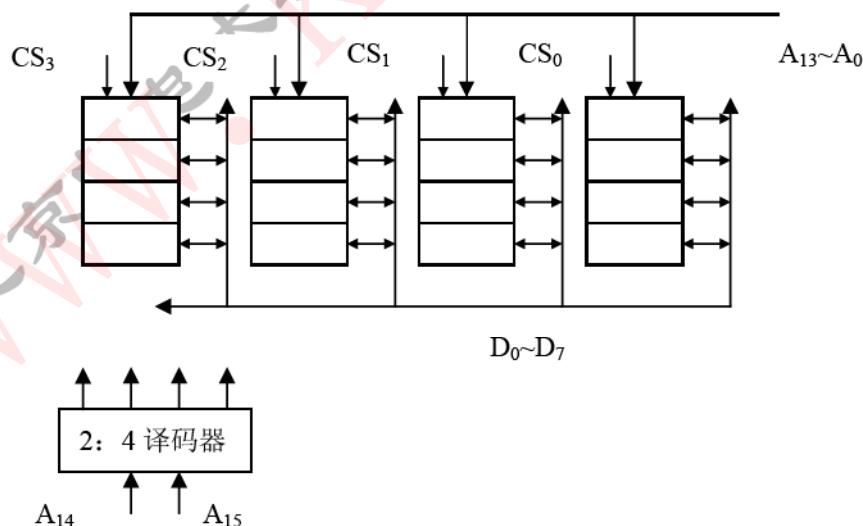 CS₃ CS₂ CS₁ CS₀ A₁₃~A₀
D₀~D₇
2：4 译码器
A₁₄ A₁₅